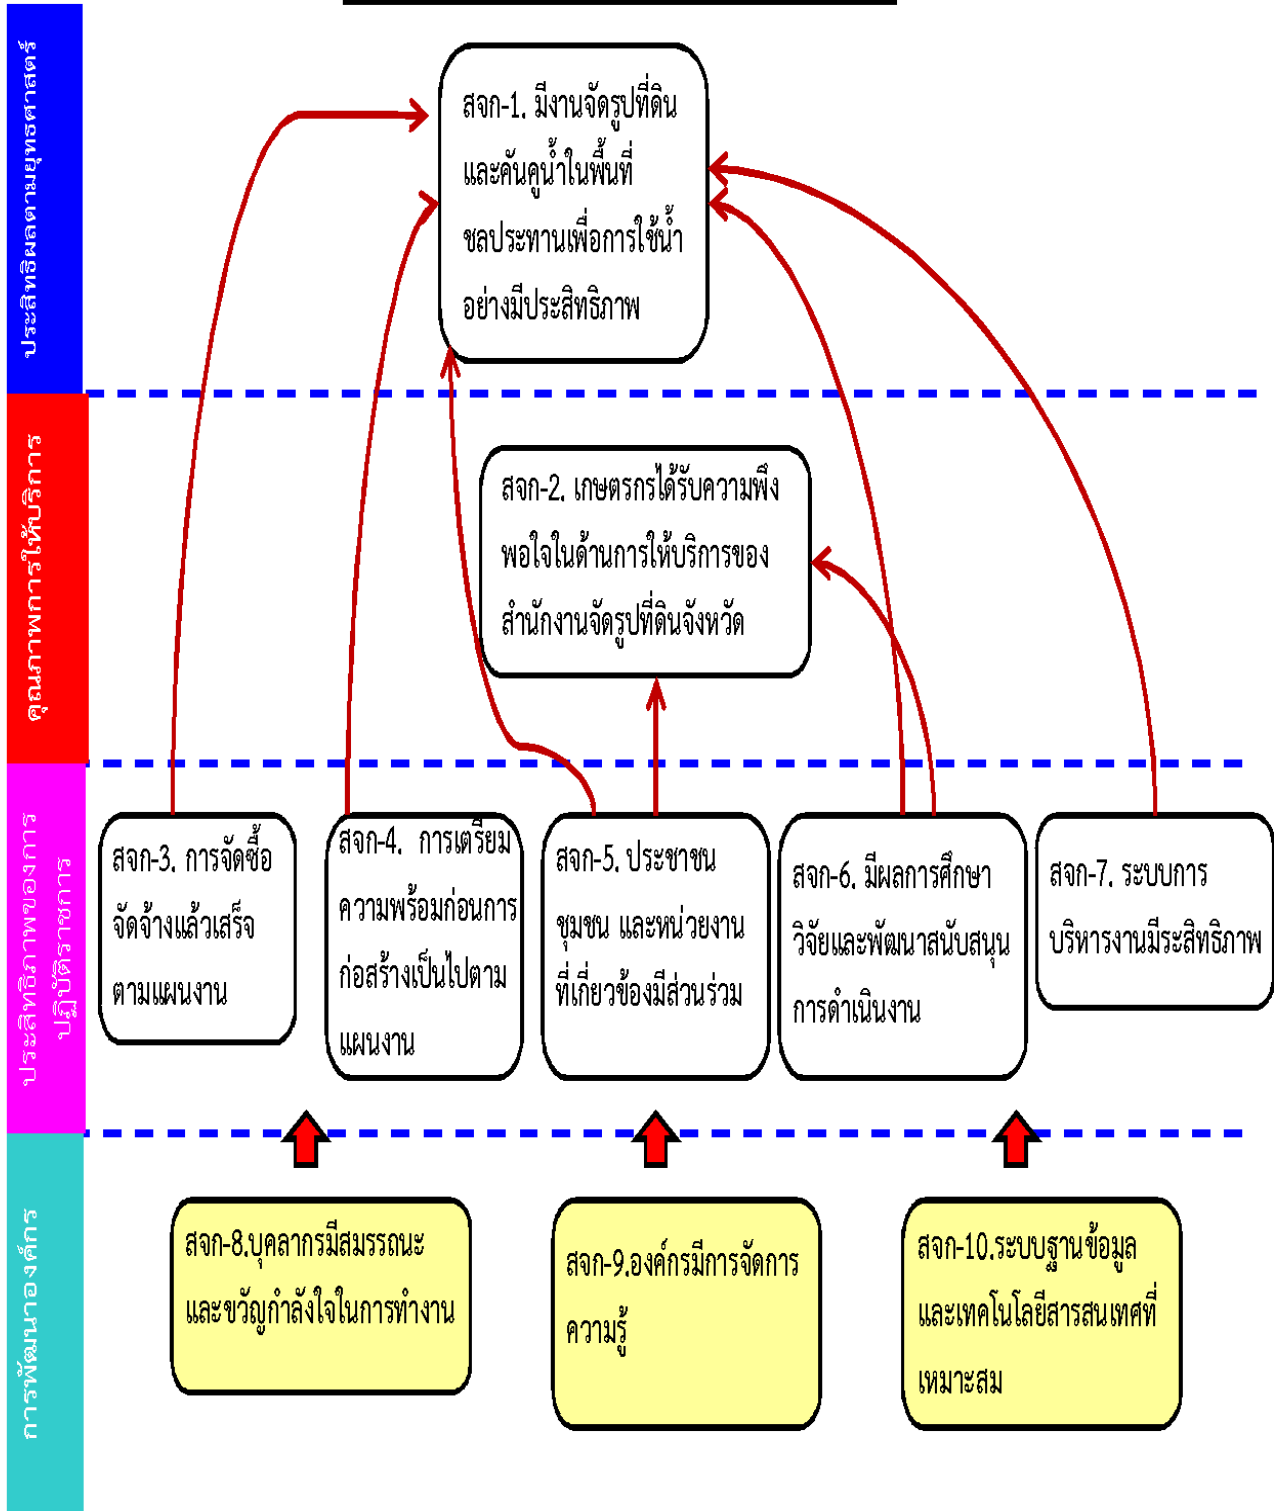 ประสิทธิผลตามยุทธศาสตร์
สจก-1. มีงานจัดรูปที่ดิน
และคันคูน้ำในพื้นที่
ชลประทานเพื่อการใช้น้ำ
อย่างมีประสิทธิภาพ
คุณภาพการให้บริการ
สจก-2. เกษตรกรได้รับความพึง
พอใจในด้านการให้บริการของ
สำนักงานจัดรูปที่ดินจังหวัด
ประสิทธิภาพของการ
ปฏิบัติราชการ
สจก-3. การจัดซื้อ
จัดจ้างแล้วเสร็จ
ตามแผนงาน
สจก-4. การเตรียม
ความพร้อมก่อนการ
ก่อสร้างเป็นไปตาม
แผนงาน
สจก-5. ประชาชน
ชุมชน และหน่วยงาน
ที่เกี่ยวข้องมีส่วนร่วม
สจก-6. มีผลการศึกษา
วิจัยและพัฒนาสนับสนุน
การดำเนินงาน
สจก-7. ระบบการ
บริหารงานมีระสิทธิภาพ
การพัฒนาองค์กร
สจก-8.บุคลากรมีสมรรถนะ
และขวัญกำลังใจในการทำงาน
สจก-9.องค์กรมีการจัดการ
ความรู้
สจก-10.ระบบฐานข้อมูล
และเทคโนโลยีสารสนเทศที่
เหมาะสม